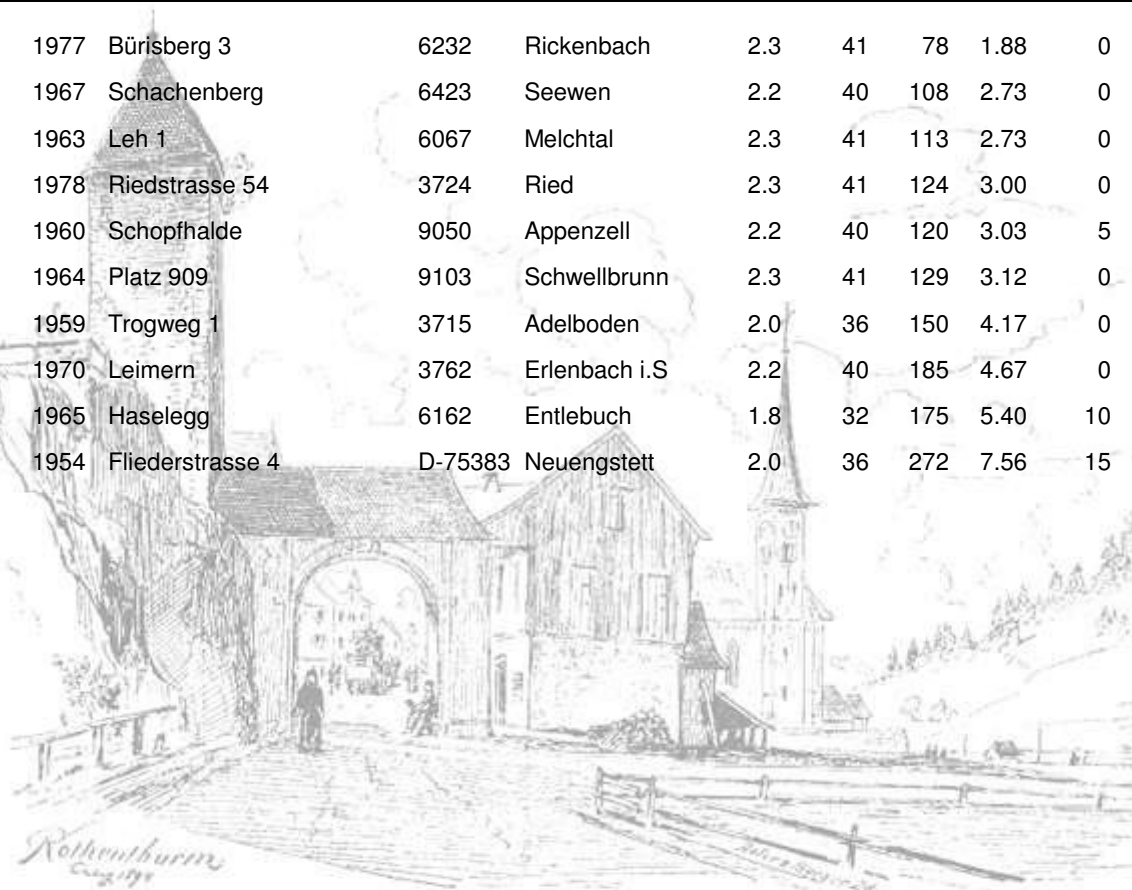 1977 Bürisberg 3 6232 Rickenbach 2.3 41 78 1.88 0
1967 Schachenberg 6423 Seewen 2.2 40 108 2.73 0
1963 Leh 1 6067 Melchtal 2.3 41 113 2.73 0
1978 Riedstrasse 54 3724 Ried 2.3 41 124 3.00 0
1960 Schopfhalde 9050 Appenzell 2.2 40 120 3.03 5
1964 Platz 909 9103 Schwellbrunn 2.3 41 129 3.12 0
1959 Trogweg 1 3715 Adelboden 2.0 36 150 4.17 0
1970 Leimern 3762 Erlenbach i.S 2.2 40 185 4.67 0
1965 Haselegg 6162 Entlebuch 1.8 32 175 5.40 10
1954 Fliederstrasse 4 D-75383 Neuengstett 2.0 36 272 7.56 15
Rothenthurm